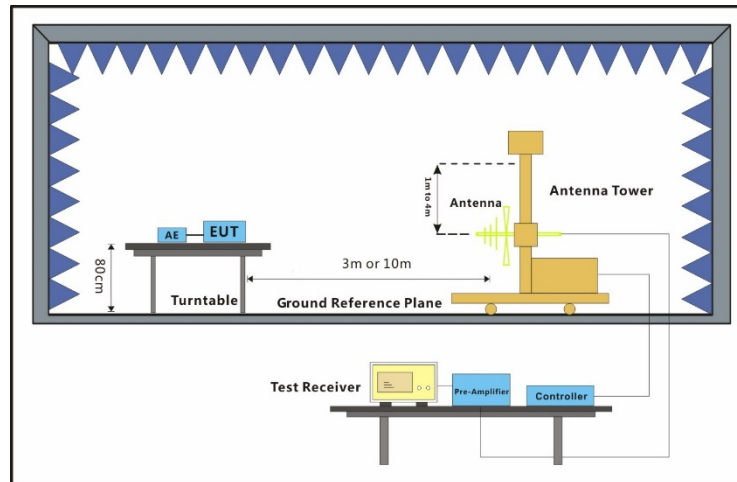 1m to 4m
Antenna
Antenna Tower
AE
EUT
80cm
3m or 10m
Turntable
Ground Reference Plane
Test Receiver
Pre-Amplifier
Controller